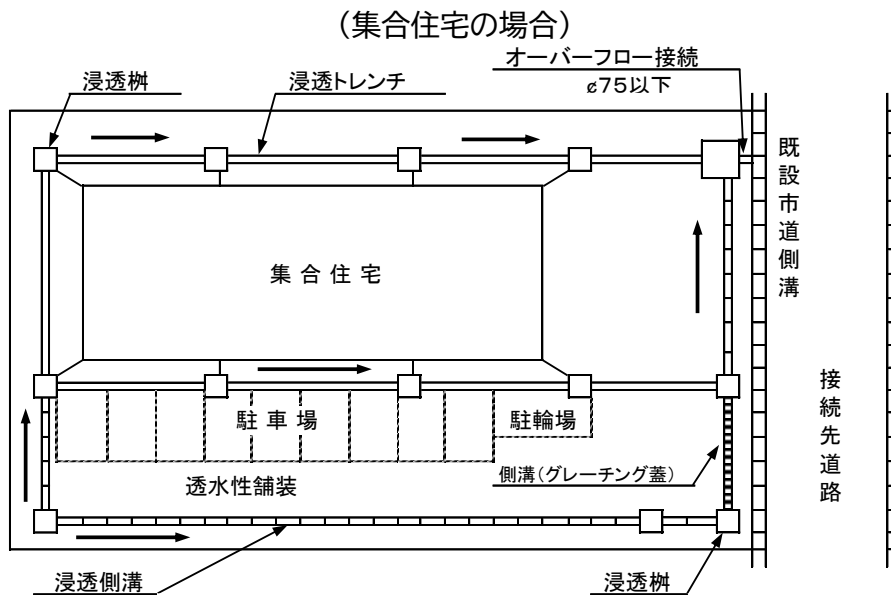 (集合住宅の場合)
オーバーフロー接続
ø75以下
浸透桝
浸透トレンチ
既設市道側溝
集合住宅
接続先道路
駐車場
駐輪場
側溝(グレーチング蓋)
透水性舗装
浸透側溝
浸透桝